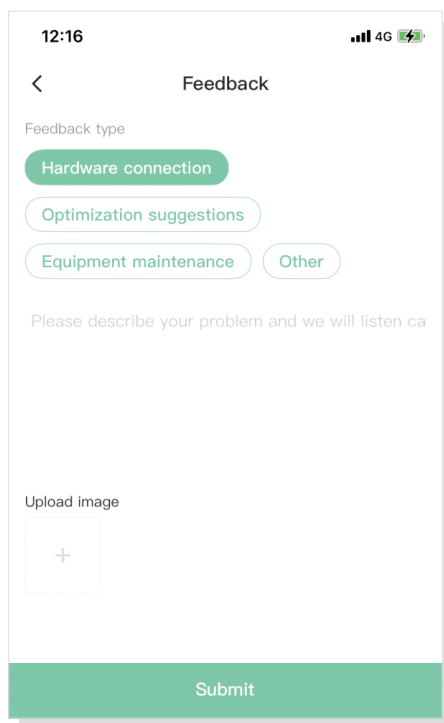 12:16
4G
Feedback
Feedback type
Hardware connection
Optimization suggestions
Equipment maintenance
Other
Please describe your problem and we will listen ca
Upload image
Submit